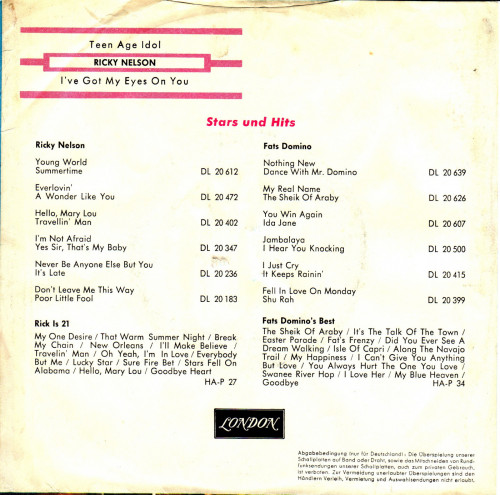 Teen Age Idol
RICKY NELSON
I've Got My Eyes On You
Stars und Hits
Ricky Nelson
Young World
Summertime DL 20 612
Everlovin'
A Wonder Like You DL 20 472
Hello, Mary Lou
Travellin' Man DL 20 402
I'm Not Afraid
Yes Sir, That's My Baby DL 20 347
Never Be Anyone Else But You
It's Late DL 20 236
Don't Leave Me This Way
Poor Little Fool DL 20 183
Rick Is 21
My One Desire / That Warm Summer Night / Break
My Chain / New Orleans / I'll Make Believe /
Travelin' Man / Oh Yeah, I'm In Love / Everybody
But Me / Lucky Star / Sure Fire Bet / Stars Fell On
Alabama / Hello, Mary Lou / Goodbye Heart
HA-P 27
Fats Domino
Nothing New
Dance With Mr. Domino DL 20 639
My Real Name
The Sheik Of Araby DL 20 626
You Win Again
Ida Jane DL 20 607
Jambalaya
I Hear You Knocking DL 20 500
I Just Cry
It Keeps Rainin' DL 20 415
Fell In Love On Monday
Shu Rah DL 20 399
Fats Domino's Best
The Sheik Of Araby / It's The Talk Of The Town /
Easter Parade / Fat's Frenzy / Did You Ever See A
Dream Walking / Isle Of Capri / Along The Navajo
Trail / My Happiness / I Can't Give You Anything
But Love / You Always Hurt The One You Love /
Swanee River Hop / I Love Her / My Blue Heaven /
Goodbye HA-P 34
LONDON
Abgabebedingung (nur für Deutschland): Die Überspielung unserer
Schallplatten auf Band oder Draht, sowie das Mitschneiden von Rund-
funksendungen unserer Schallplatten, auch zum privaten Gebrauch,
ist verboten. Zur Vermeidung unerlaubter Überspielungen sind den
Händlern Verleih, Vermietung und Auswahlsendungen nicht erlaubt.